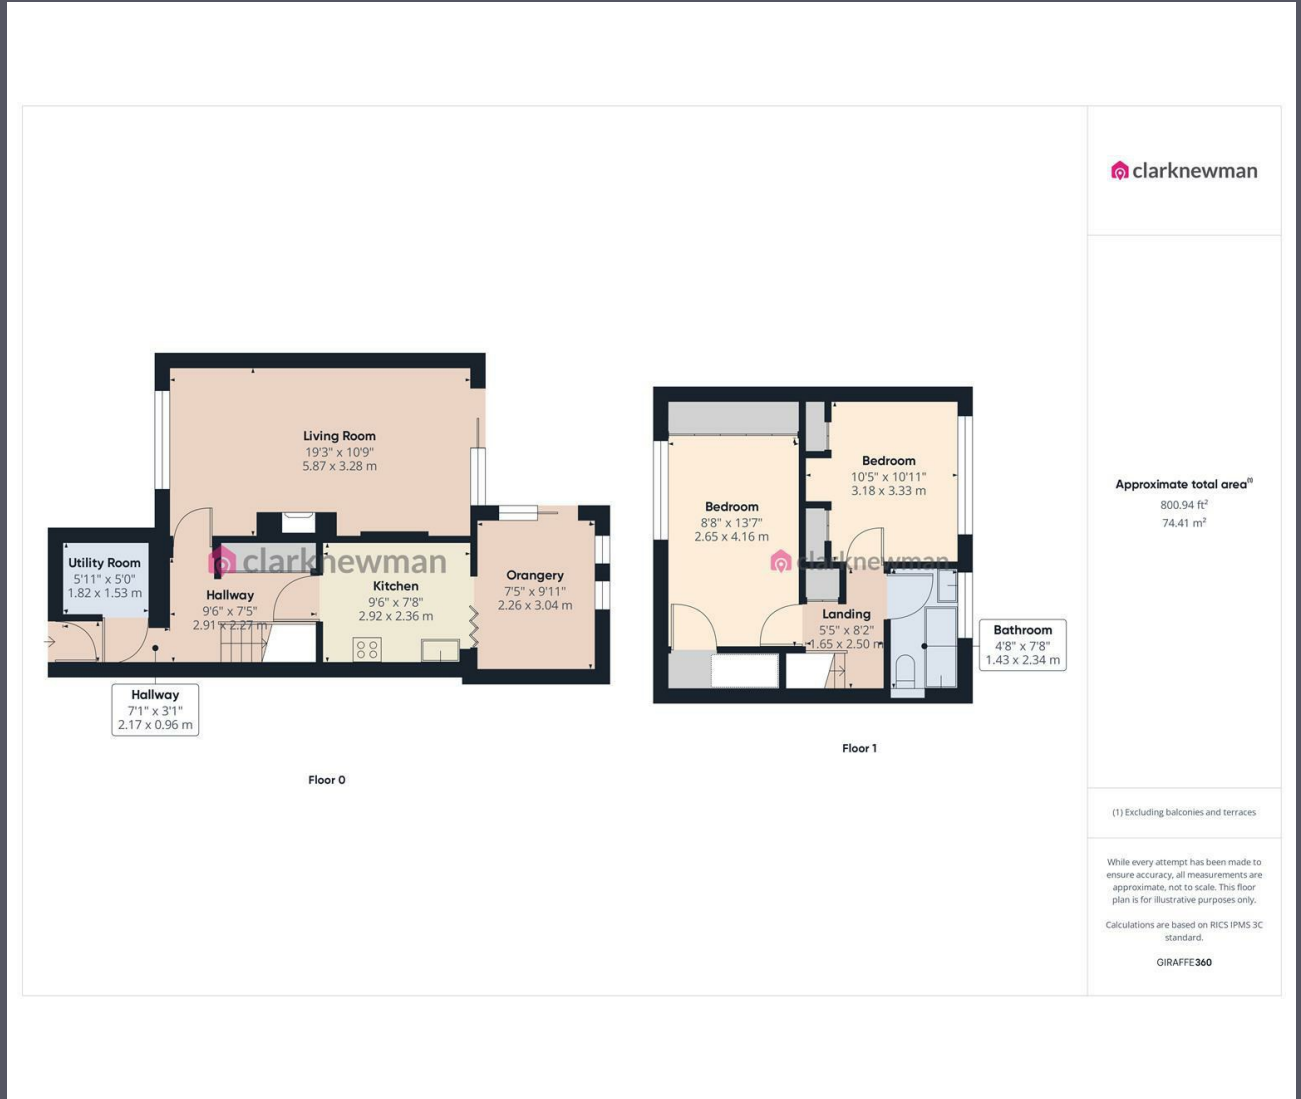 clarknewman
Living Room
19'3" x 10'9"
5.87 x 3.28 m
Utility Room
5'11" x 5'0"
1.82 x 1.53 m
clarknewman
Hallway
9'6" x 7'5"
2.91 x 2.27 m
Kitchen
9'6" x 7'8"
2.92 x 2.36 m
Orangery
7'5" x 9'11"
2.26 x 3.04 m
Hallway
7'1" x 3'1"
2.17 x 0.96 m
Floor 0
Bedroom
8'8" x 13'7"
2.65 x 4.16 m
Bedroom
10'5" x 10'11"
3.18 x 3.33 m
clarknewman
Landing
5'5" x 8'2"
1.65 x 2.50 m
Bathroom
4'8" x 7'8"
1.43 x 2.34 m
Floor 1
Approximate total area(1)
800.94 ft²
74.41 m²
(1) Excluding balconies and terraces
While every attempt has been made to
ensure accuracy, all measurements are
approximate, not to scale. This floor
plan is for illustrative purposes only.
Calculations are based on RICS IPMS 3C
standard.
GIRAFFE360